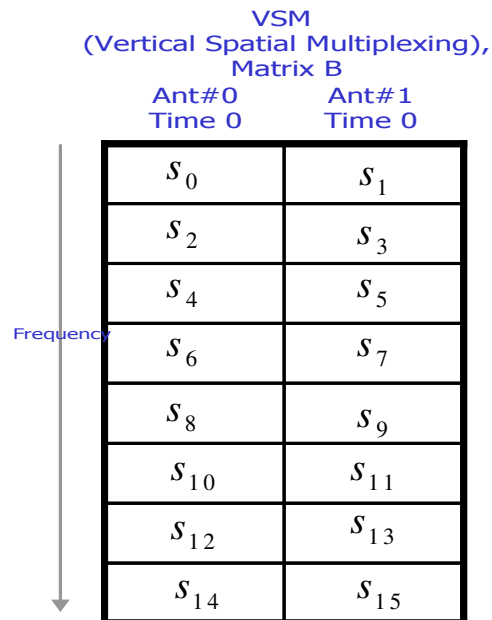 VSM
(Vertical Spatial Multiplexing),
Matrix B
Ant#0 Ant#1
Time 0 Time 0
s0 s1
s2 s3
s4 s5
Frequency
s6 s7
s8 s9
s10 s11
s12 s13
s14 s15